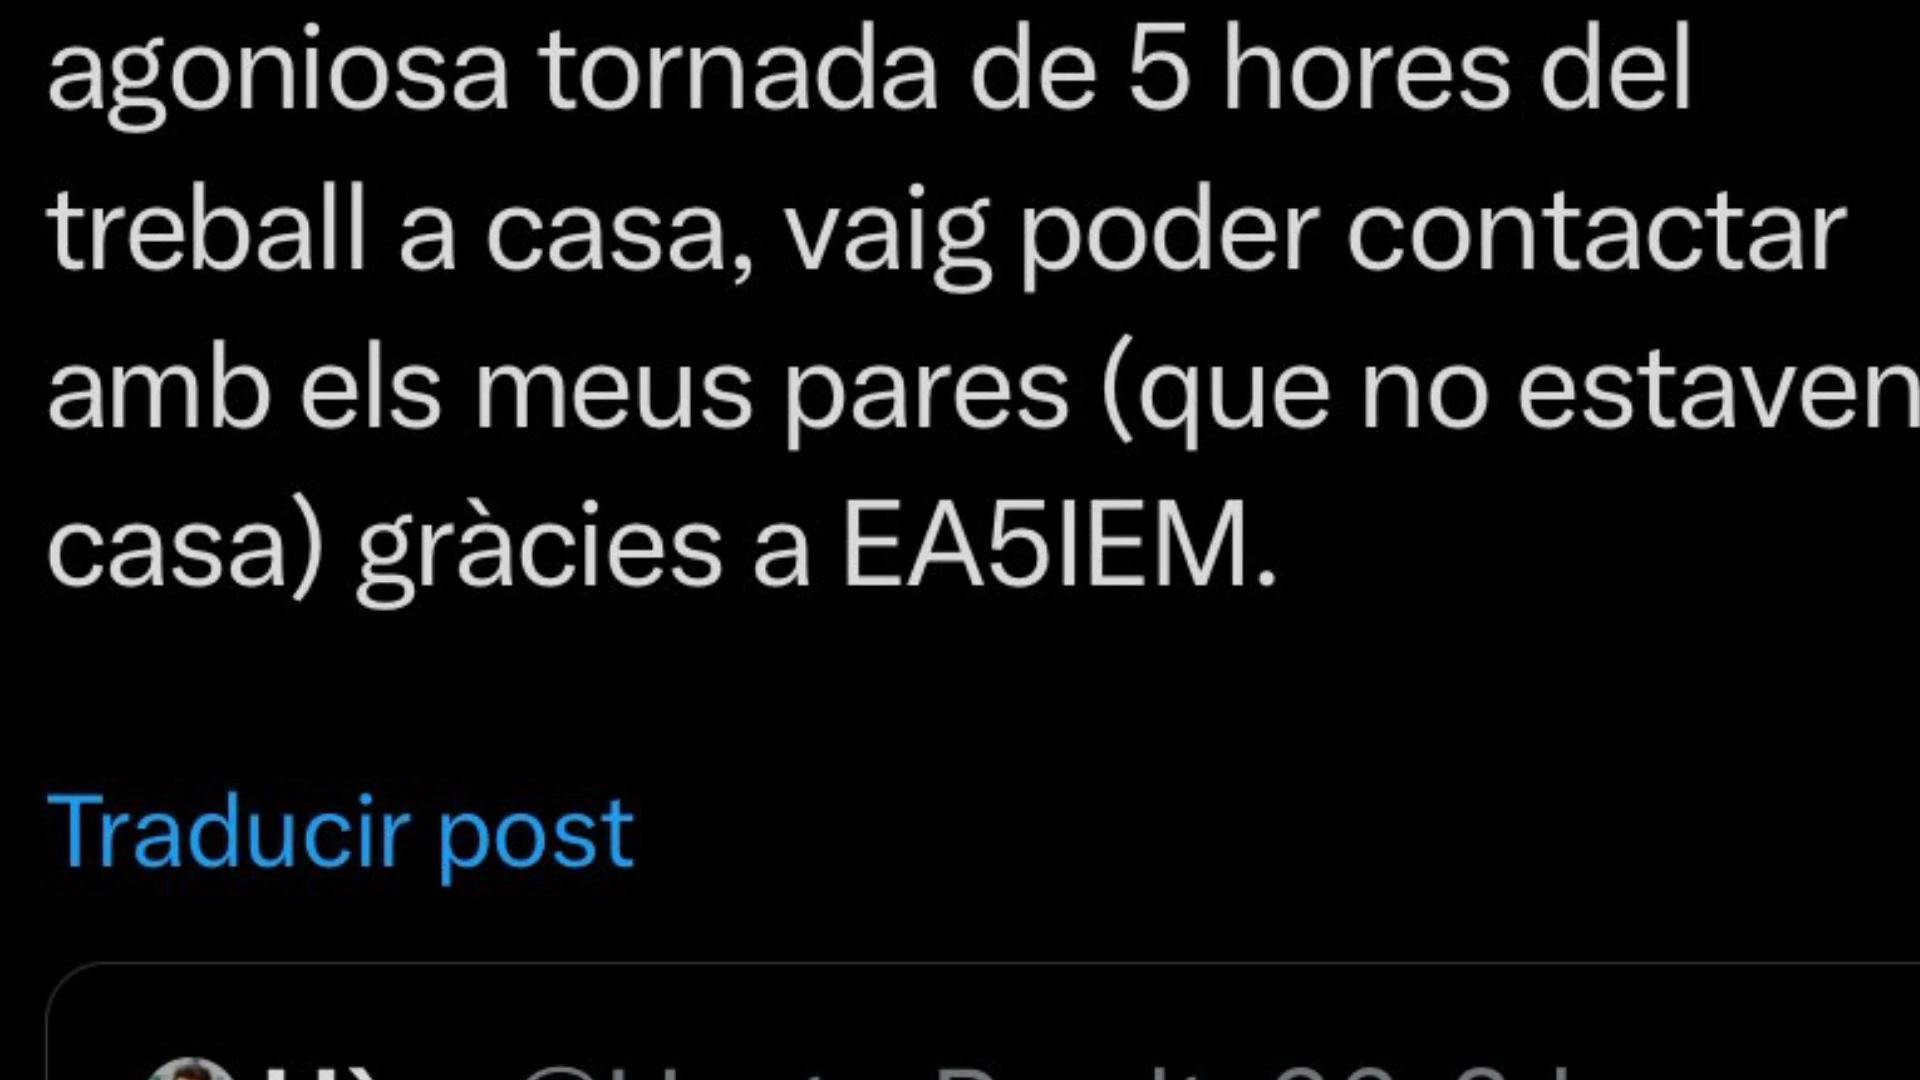 agoniosa tornada de 5 hores del
treball a casa, vaig poder contactar
amb els meus pares (que no estaven
casa) gràcies a EA5IEM.
Traducir post